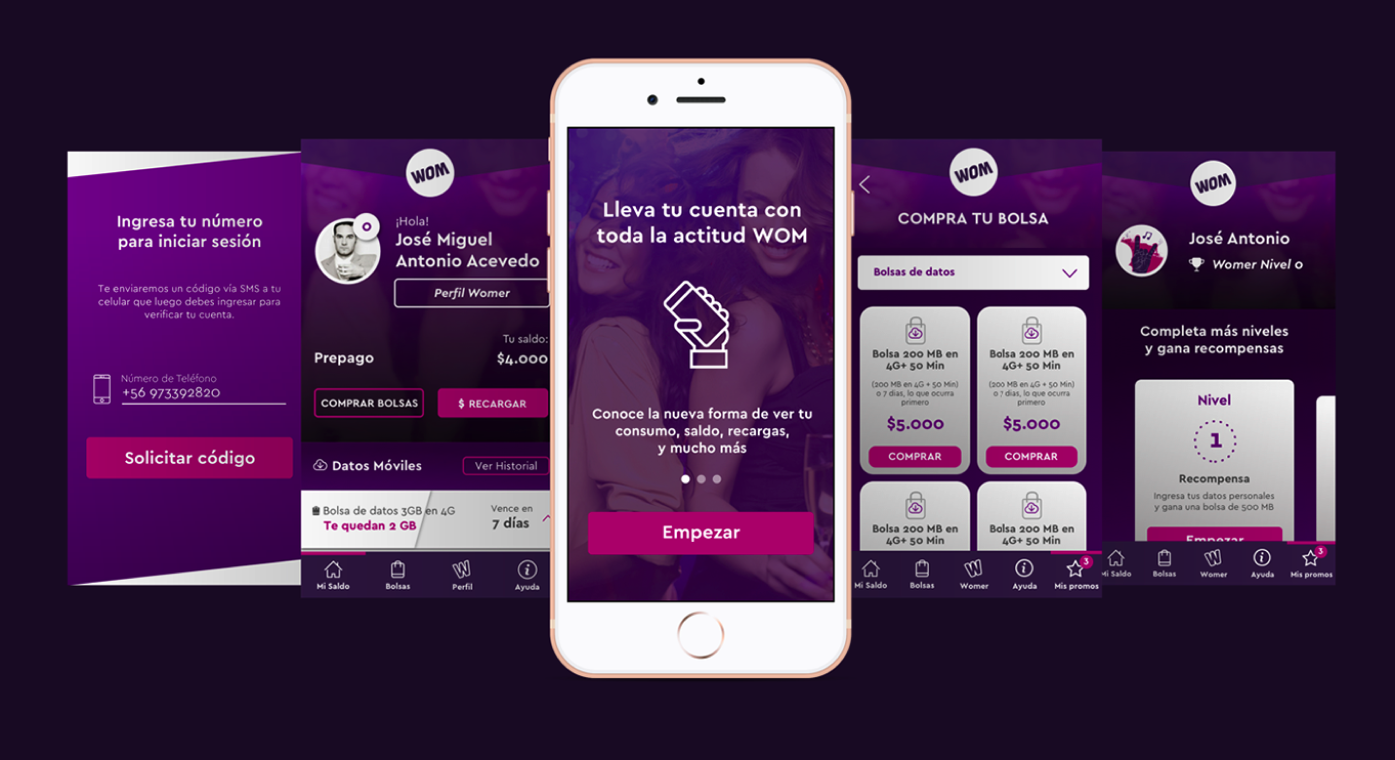 Ingresa tu número
para iniciar sesión
Te enviaremos un código vía SMS a tu
celular que luego debes ingresar para
verificar tu cuenta.
Número de Teléfono
+56 973392820
Solicitar código
WOM
¡Hola!
José Miguel
Antonio Acevedo
Perfil Womer
Tu saldo:
Prepago
$4.000
COMPRAR BOLSAS
$ RECARGAR
Datos Móviles
Ver Historial
Bolsa de datos 3GB en 4G
Te quedan 2 GB
Vence en
7 días
Mi Saldo
Bolsas
Perfil
Ayuda
Lleva tu cuenta con
toda la actitud WOM
Conoce la nueva forma de ver tu
consumo, saldo, recargas,
y mucho más
Empezar
WOM
COMPRA TU BOLSA
Bolsas de datos
Bolsa 200 MB en
4G+ 50 Min
(200 MB en 4G + 50 Min)
o 7 días, lo que ocurra
primero
$5.000
COMPRAR
Bolsa 200 MB en
4G+ 50 Min
(200 MB en 4G + 50 Min)
o 7 días, lo que ocurra
primero
$5.000
COMPRAR
Bolsa 200 MB en
4G+ 50 Min
Bolsa 200 MB en
4G+ 50 Min
Mi Saldo
Bolsas
Womer
Ayuda
3
Mis promos
WOM
José Antonio
Womer Nivel 0
Completa más niveles
y gana recompensas
Nivel
1
Recompensa
Ingresa tus datos personales
y gana una bolsa de 500 MB
Empezar
Mi Saldo
Bolsas
Womer
Ayuda
3
Mis promos